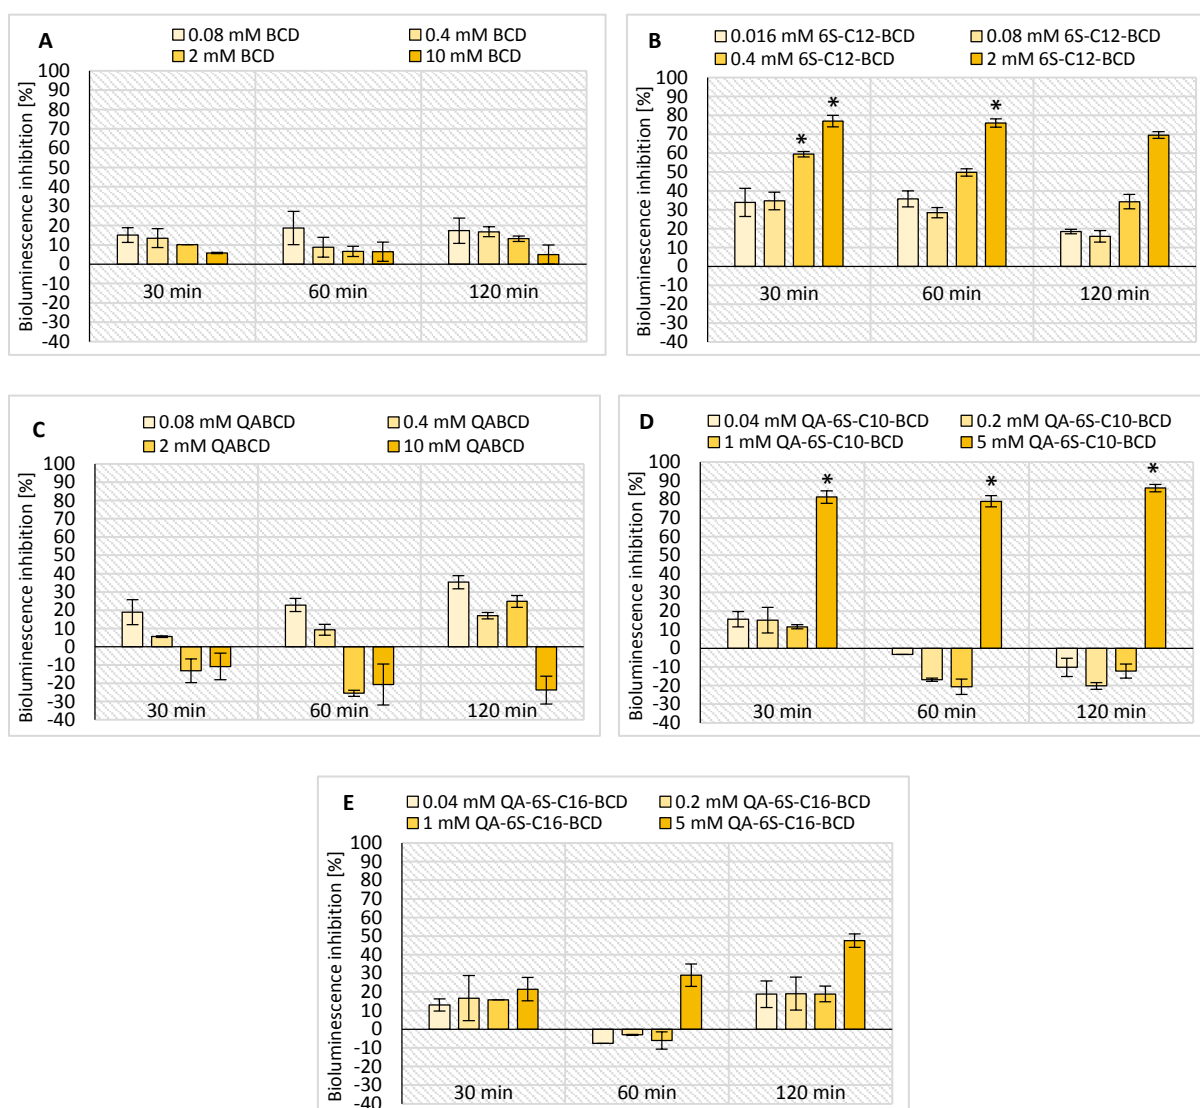 A
0.08 mM BCD
0.4 mM BCD
2 mM BCD
10 mM BCD
Bioluminescence inhibition [%]
100
90
80
70
60
50
40
30
20
10
0
-10
-20
-30
-40
30 min
60 min
120 min
B
0.016 mM 6S-C12-BCD
0.08 mM 6S-C12-BCD
0.4 mM 6S-C12-BCD
2 mM 6S-C12-BCD
Bioluminescence inhibition [%]
100
90
80
70
60
50
40
30
20
10
0
-10
-20
-30
-40
*
*
*
30 min
60 min
120 min
C
0.08 mM QABCD
0.4 mM QABCD
2 mM QABCD
10 mM QABCD
Bioluminescence inhibition [%]
100
90
80
70
60
50
40
30
20
10
0
-10
-20
-30
-40
30 min
60 min
120 min
D
0.04 mM QA-6S-C10-BCD
0.2 mM QA-6S-C10-BCD
1 mM QA-6S-C10-BCD
5 mM QA-6S-C10-BCD
Bioluminescence inhibition [%]
100
90
80
70
60
50
40
30
20
10
0
-10
-20
-30
-40
*
*
*
30 min
60 min
120 min
E
0.04 mM QA-6S-C16-BCD
0.2 mM QA-6S-C16-BCD
1 mM QA-6S-C16-BCD
5 mM QA-6S-C16-BCD
Bioluminescence inhibition [%]
100
90
80
70
60
50
40
30
20
10
0
-10
-20
-30
-40
30 min
60 min
120 min